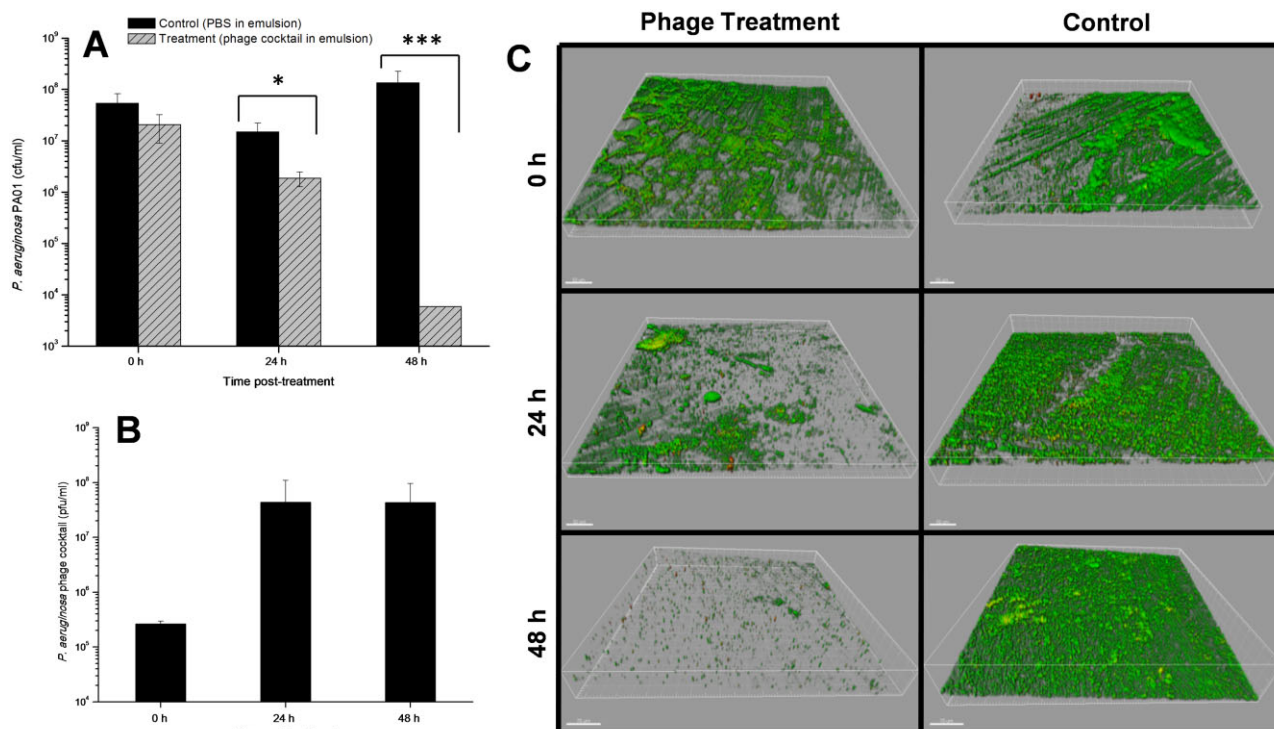 A
Control (PBS in emulsion)
Treatment (phage cocktail in emulsion)
***
*
10⁹
10⁸
10⁷
10⁶
10⁵
10⁴
10³
P. aeruginosa PA01 (cfu/ml)
0 h
24 h
48 h
Time post-treatment
B
10⁹
10⁸
10⁷
10⁶
10⁵
10⁴
P. aeruginosa phage cocktail (pfu/ml)
0 h
24 h
48 h
C
Phage Treatment
Control
0 h
24 h
48 h